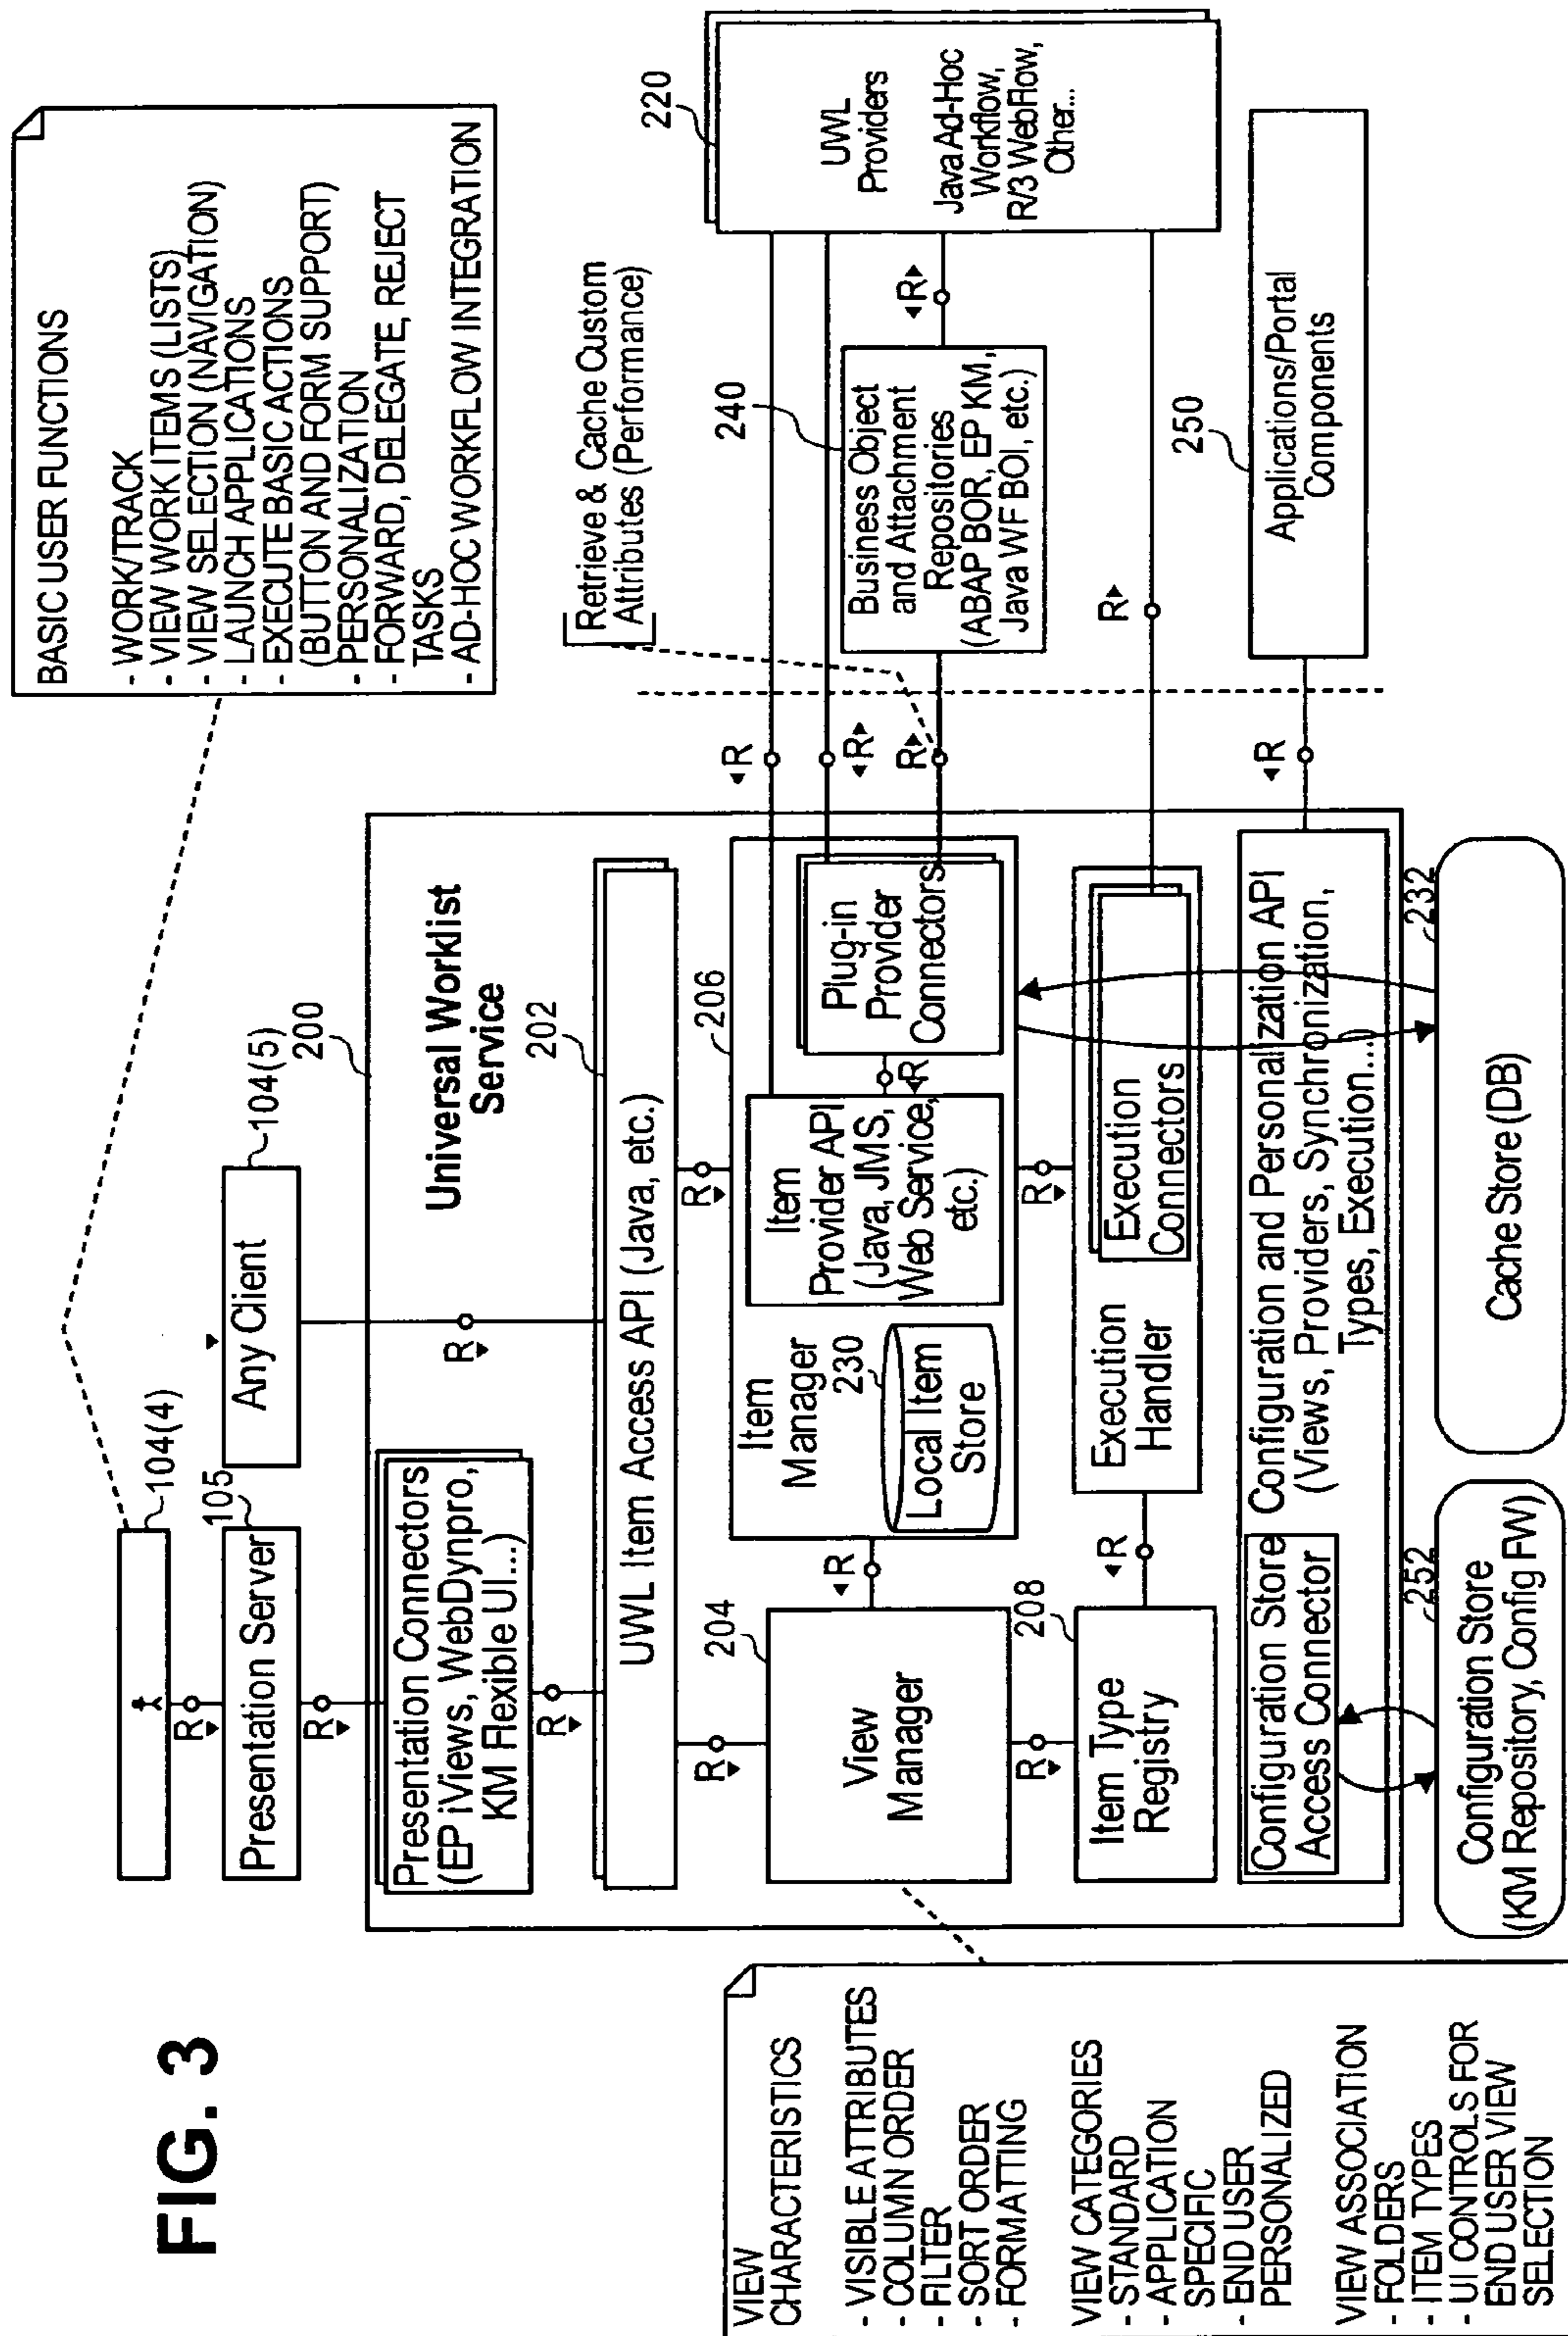 FIG. 3
BASIC USER FUNCTIONS
- WORK/TRACK
- VIEW WORK ITEMS (LISTS)
- VIEW SELECTION (NAVIGATION)
- LAUNCH APPLICATIONS
- EXECUTE BASIC ACTIONS
(BUTTON AND FORM SUPPORT)
- PERSONALIZATION
- FORWARD, DELEGATE, REJECT
TASKS
- AD-HOC WORKFLOW INTEGRATION
104(4)
R
105
Presentation Server
R
104(5)
Any Client
R
200
Universal Worklist
Service
Presentation Connectors
(EP iViews, WebDynpro,
KM Flexible UI...)
R
202
UWL Item Access API (Java, etc.)
R
R
204
View
Manager
R
206
Item
Manager
230
Local Item
Store
Item
Provider API
(Java, JMS,
Web Service,
etc.)
R
Plug-in
Provider
Connectors
R
R
208
Item Type
Registry
R
Execution
Handler
Execution
Connectors
Configuration Store
Access Connector
Configuration and Personalization API
(Views, Providers, Synchronization,
Types, Execution....)
252
Configuration Store
(KM Repository, Config FW)
232
Cache Store (DB)
Retrieve & Cache Custom
Attributes (Performance)
R
R
R
R
R
R
240
Business Object
and Attachment
Repositories
(ABAP BOR, EP KM,
Java WF BOI, etc.)
220
UWL
Providers
Java Ad-Hoc
Workflow,
R/3 WebFlow,
Other...
250
Applications/Portal
Components
VIEW
CHARACTERISTICS
- VISIBLE ATTRIBUTES
- COLUMN ORDER
- FILTER
- SORT ORDER
- FORMATTING
VIEW CATEGORIES
- STANDARD
- APPLICATION
SPECIFIC
- END USER
PERSONALIZED
VIEW ASSOCIATION
- FOLDERS
- ITEM TYPES
- UI CONTROLS FOR
END USER VIEW
SELECTION